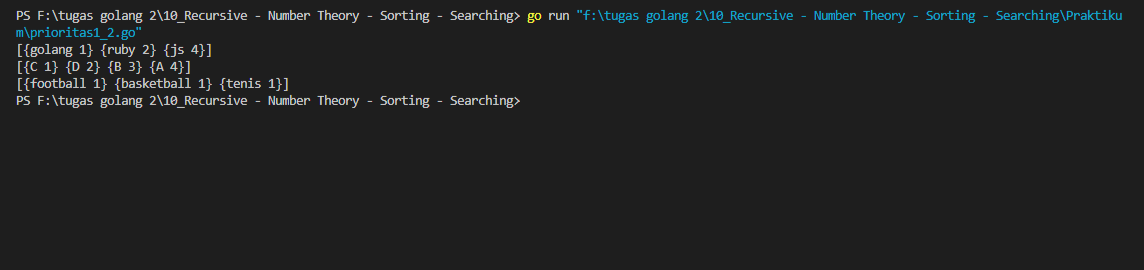 PS F:\tugas golang 2\10_Recursive - Number Theory - Sorting - Searching> go run "f:\tugas golang 2\10_Recursive - Number Theory - Sorting - Searching\Praktiku
m\prioritas1_2.go"
[{golang 1} {ruby 2} {js 4}]
[{C 1} {D 2} {B 3} {A 4}]
[{football 1} {basketball 1} {tenis 1}]
PS F:\tugas golang 2\10_Recursive - Number Theory - Sorting - Searching>